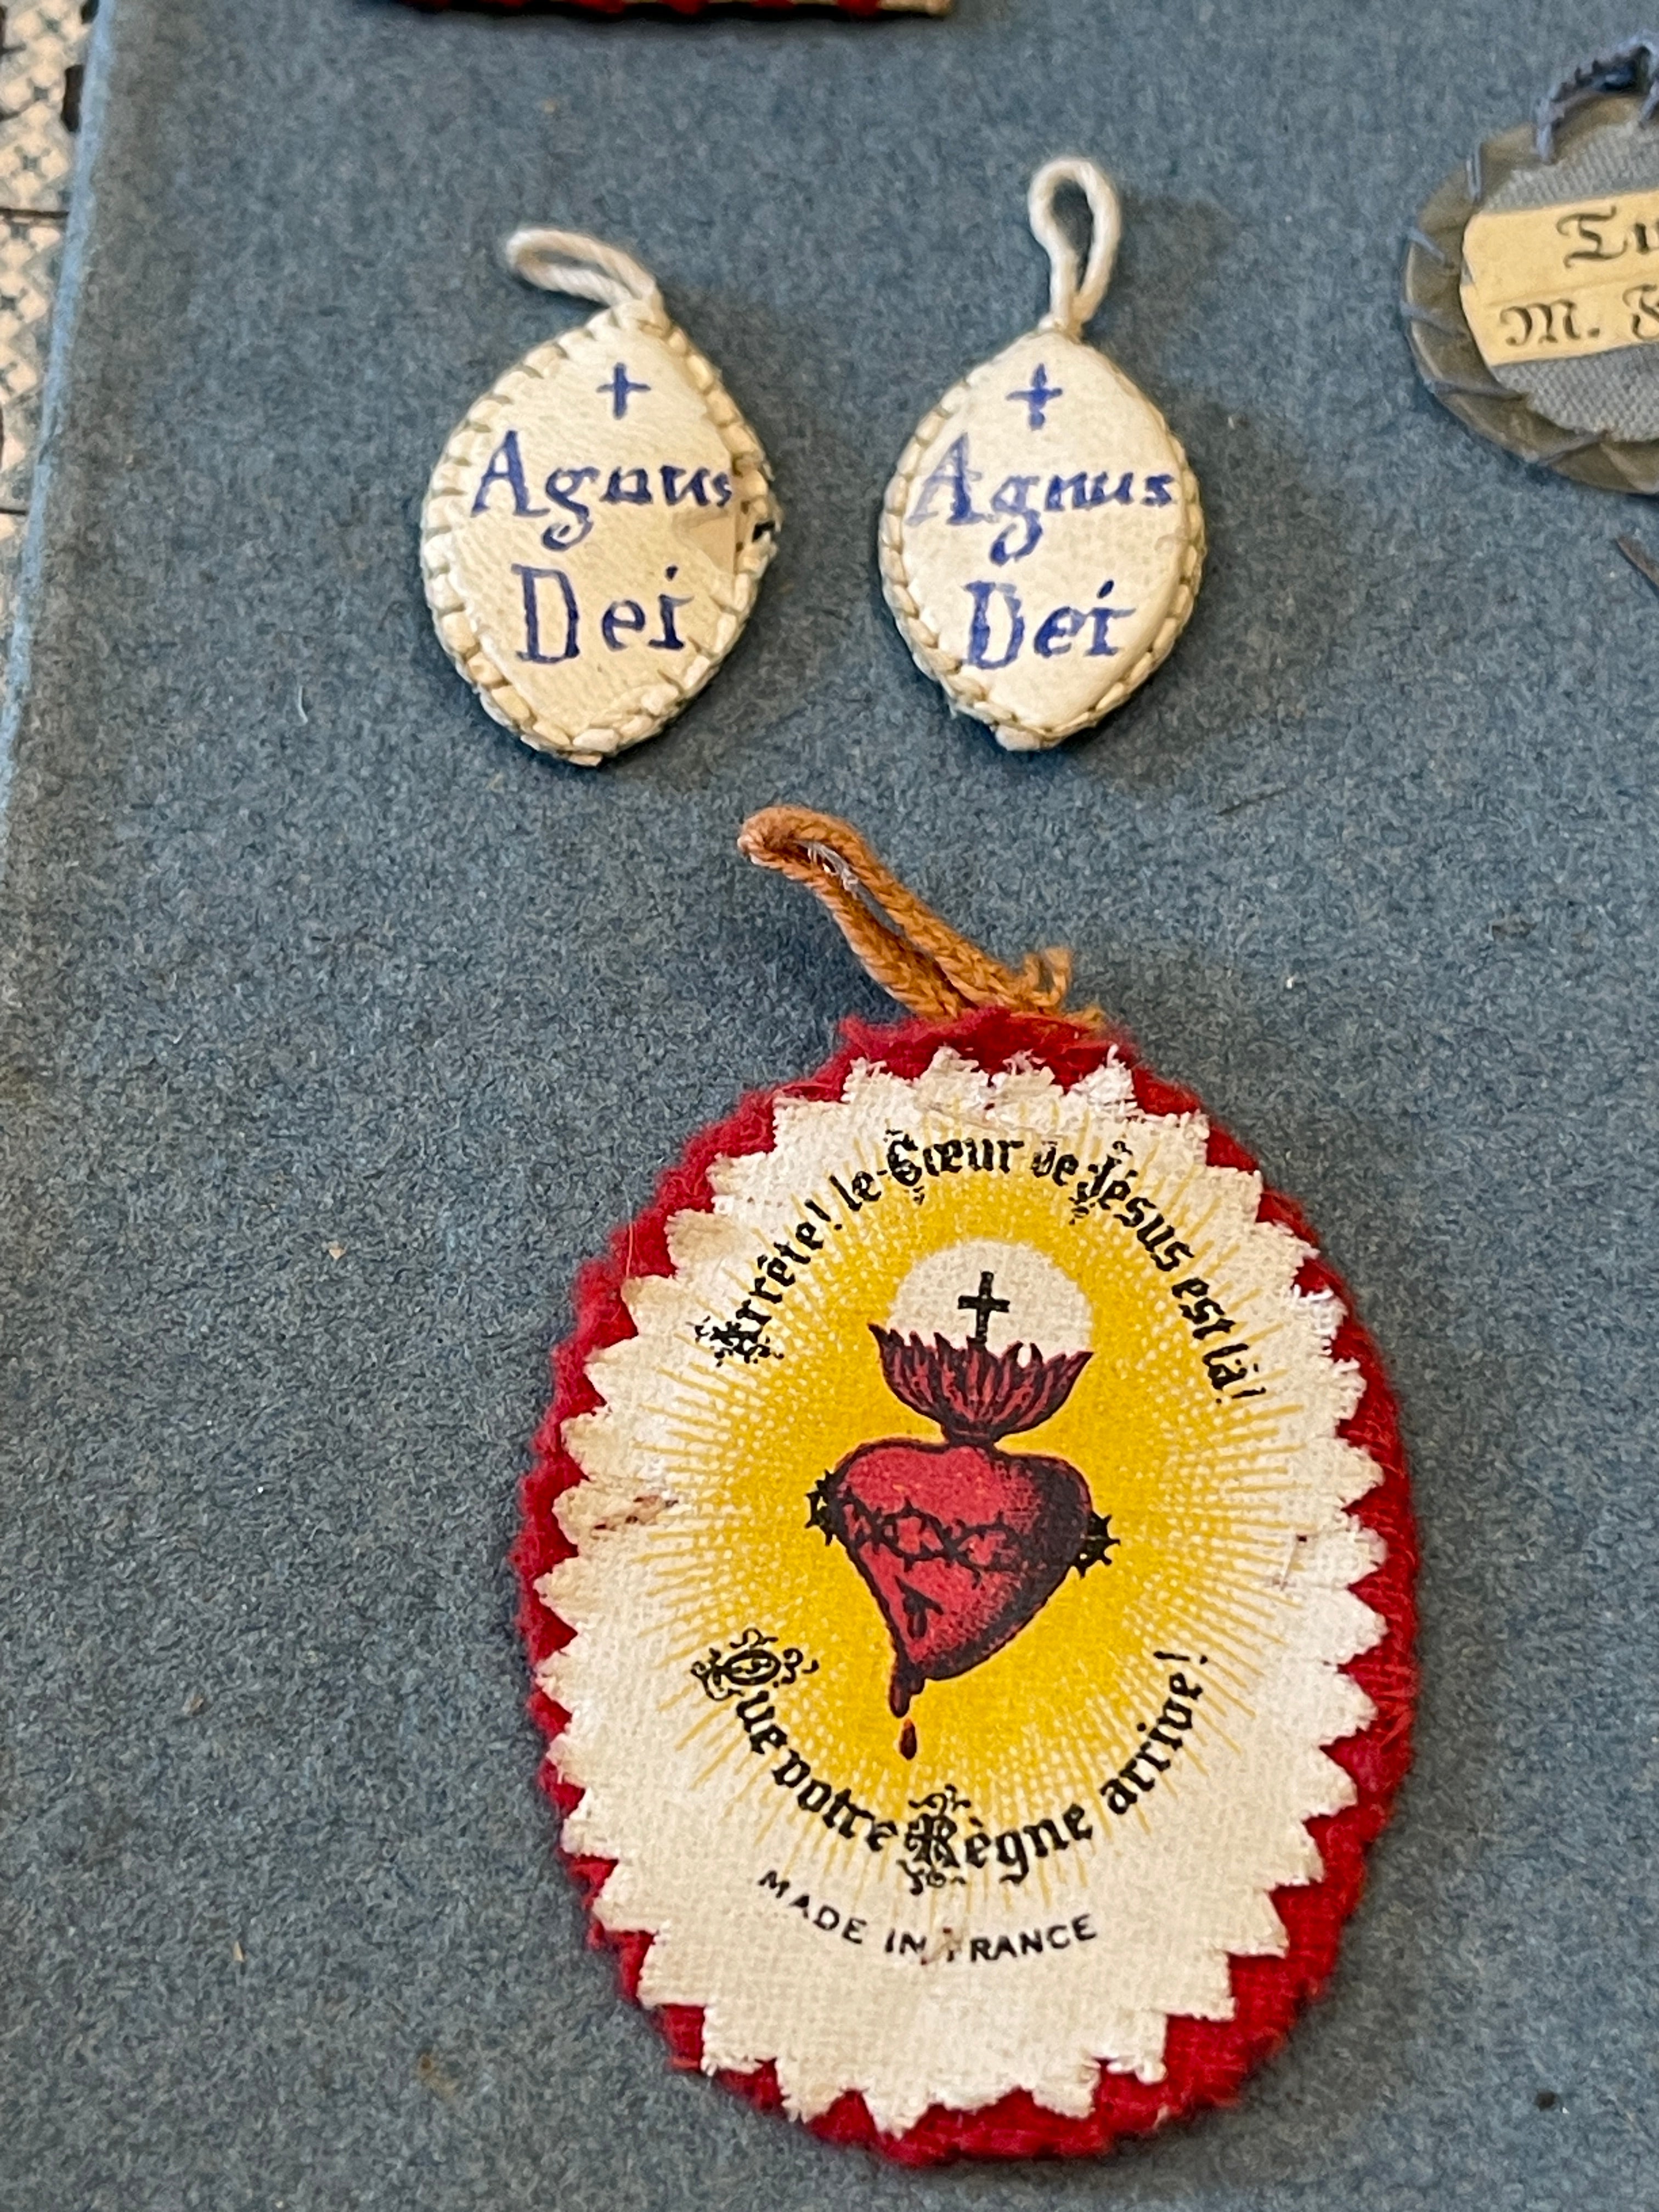 Agnus
Dei
Agnus
Dei
M.
Arrête! le Cœur de Jésus est là!
Que votre Règne arrive!
MADE IN FRANCE